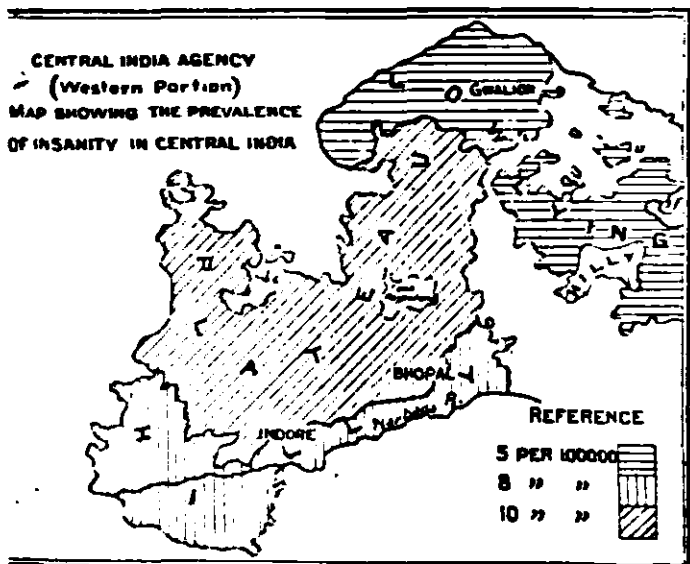 CENTRAL INDIA AGENCY
(Western Portion)
MAP SHOWING THE PREVALENCE
OF INSANITY IN CENTRAL INDIA
GWALIOR
BHOPAL
INDORE
Narbada R.
REFERENCE
5 PER 100000
8 " "
10 " "